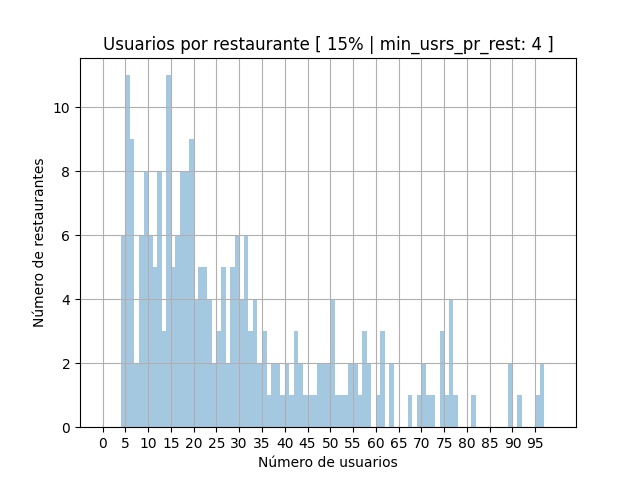 Usuarios por restaurante [ 15% | min_usrs_pr_rest: 4 ]
Número de restaurantes
10
8
6
4
2
0
0 5 10 15 20 25 30 35 40 45 50 55 60 65 70 75 80 85 90 95
Número de usuarios